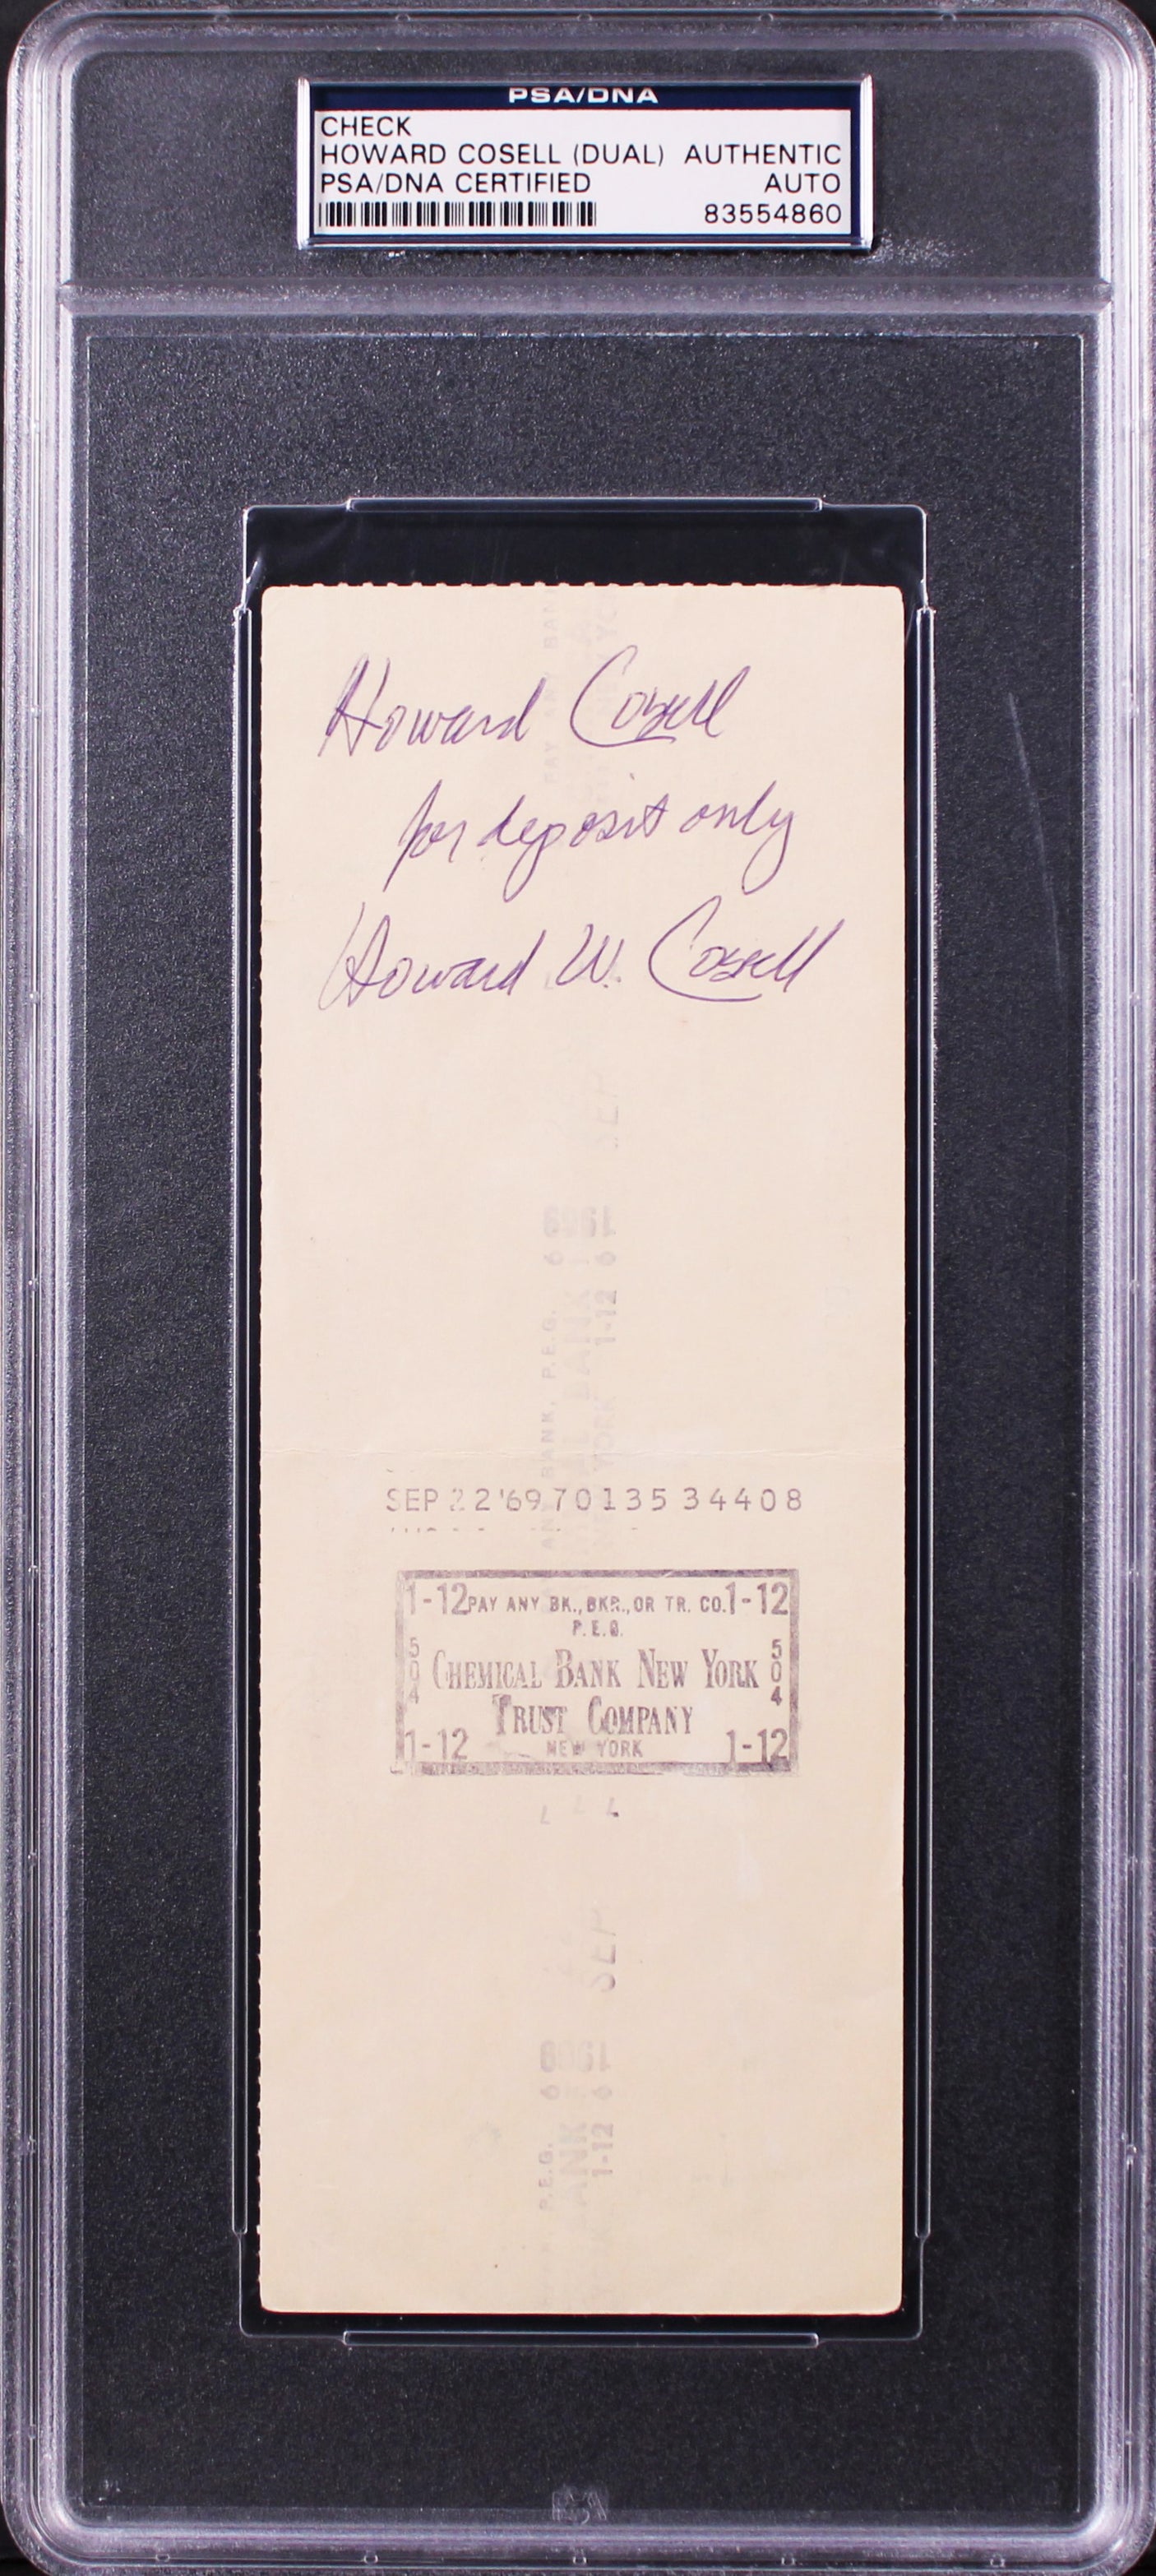 PSA/DNA
CHECK
HOWARD COSELL (DUAL) AUTHENTIC
PSA/DNA CERTIFIED AUTO
83554860
Howard Cosell
for deposit only
Howard W. Cosell
SEP 22'69 70135 34408
1-12 PAY ANY BK., BKR., OR TR. CO. 1-12
P.E.G.
504 CHEMICAL BANK NEW YORK 504
TRUST COMPANY
1-12 NEW YORK 1-12